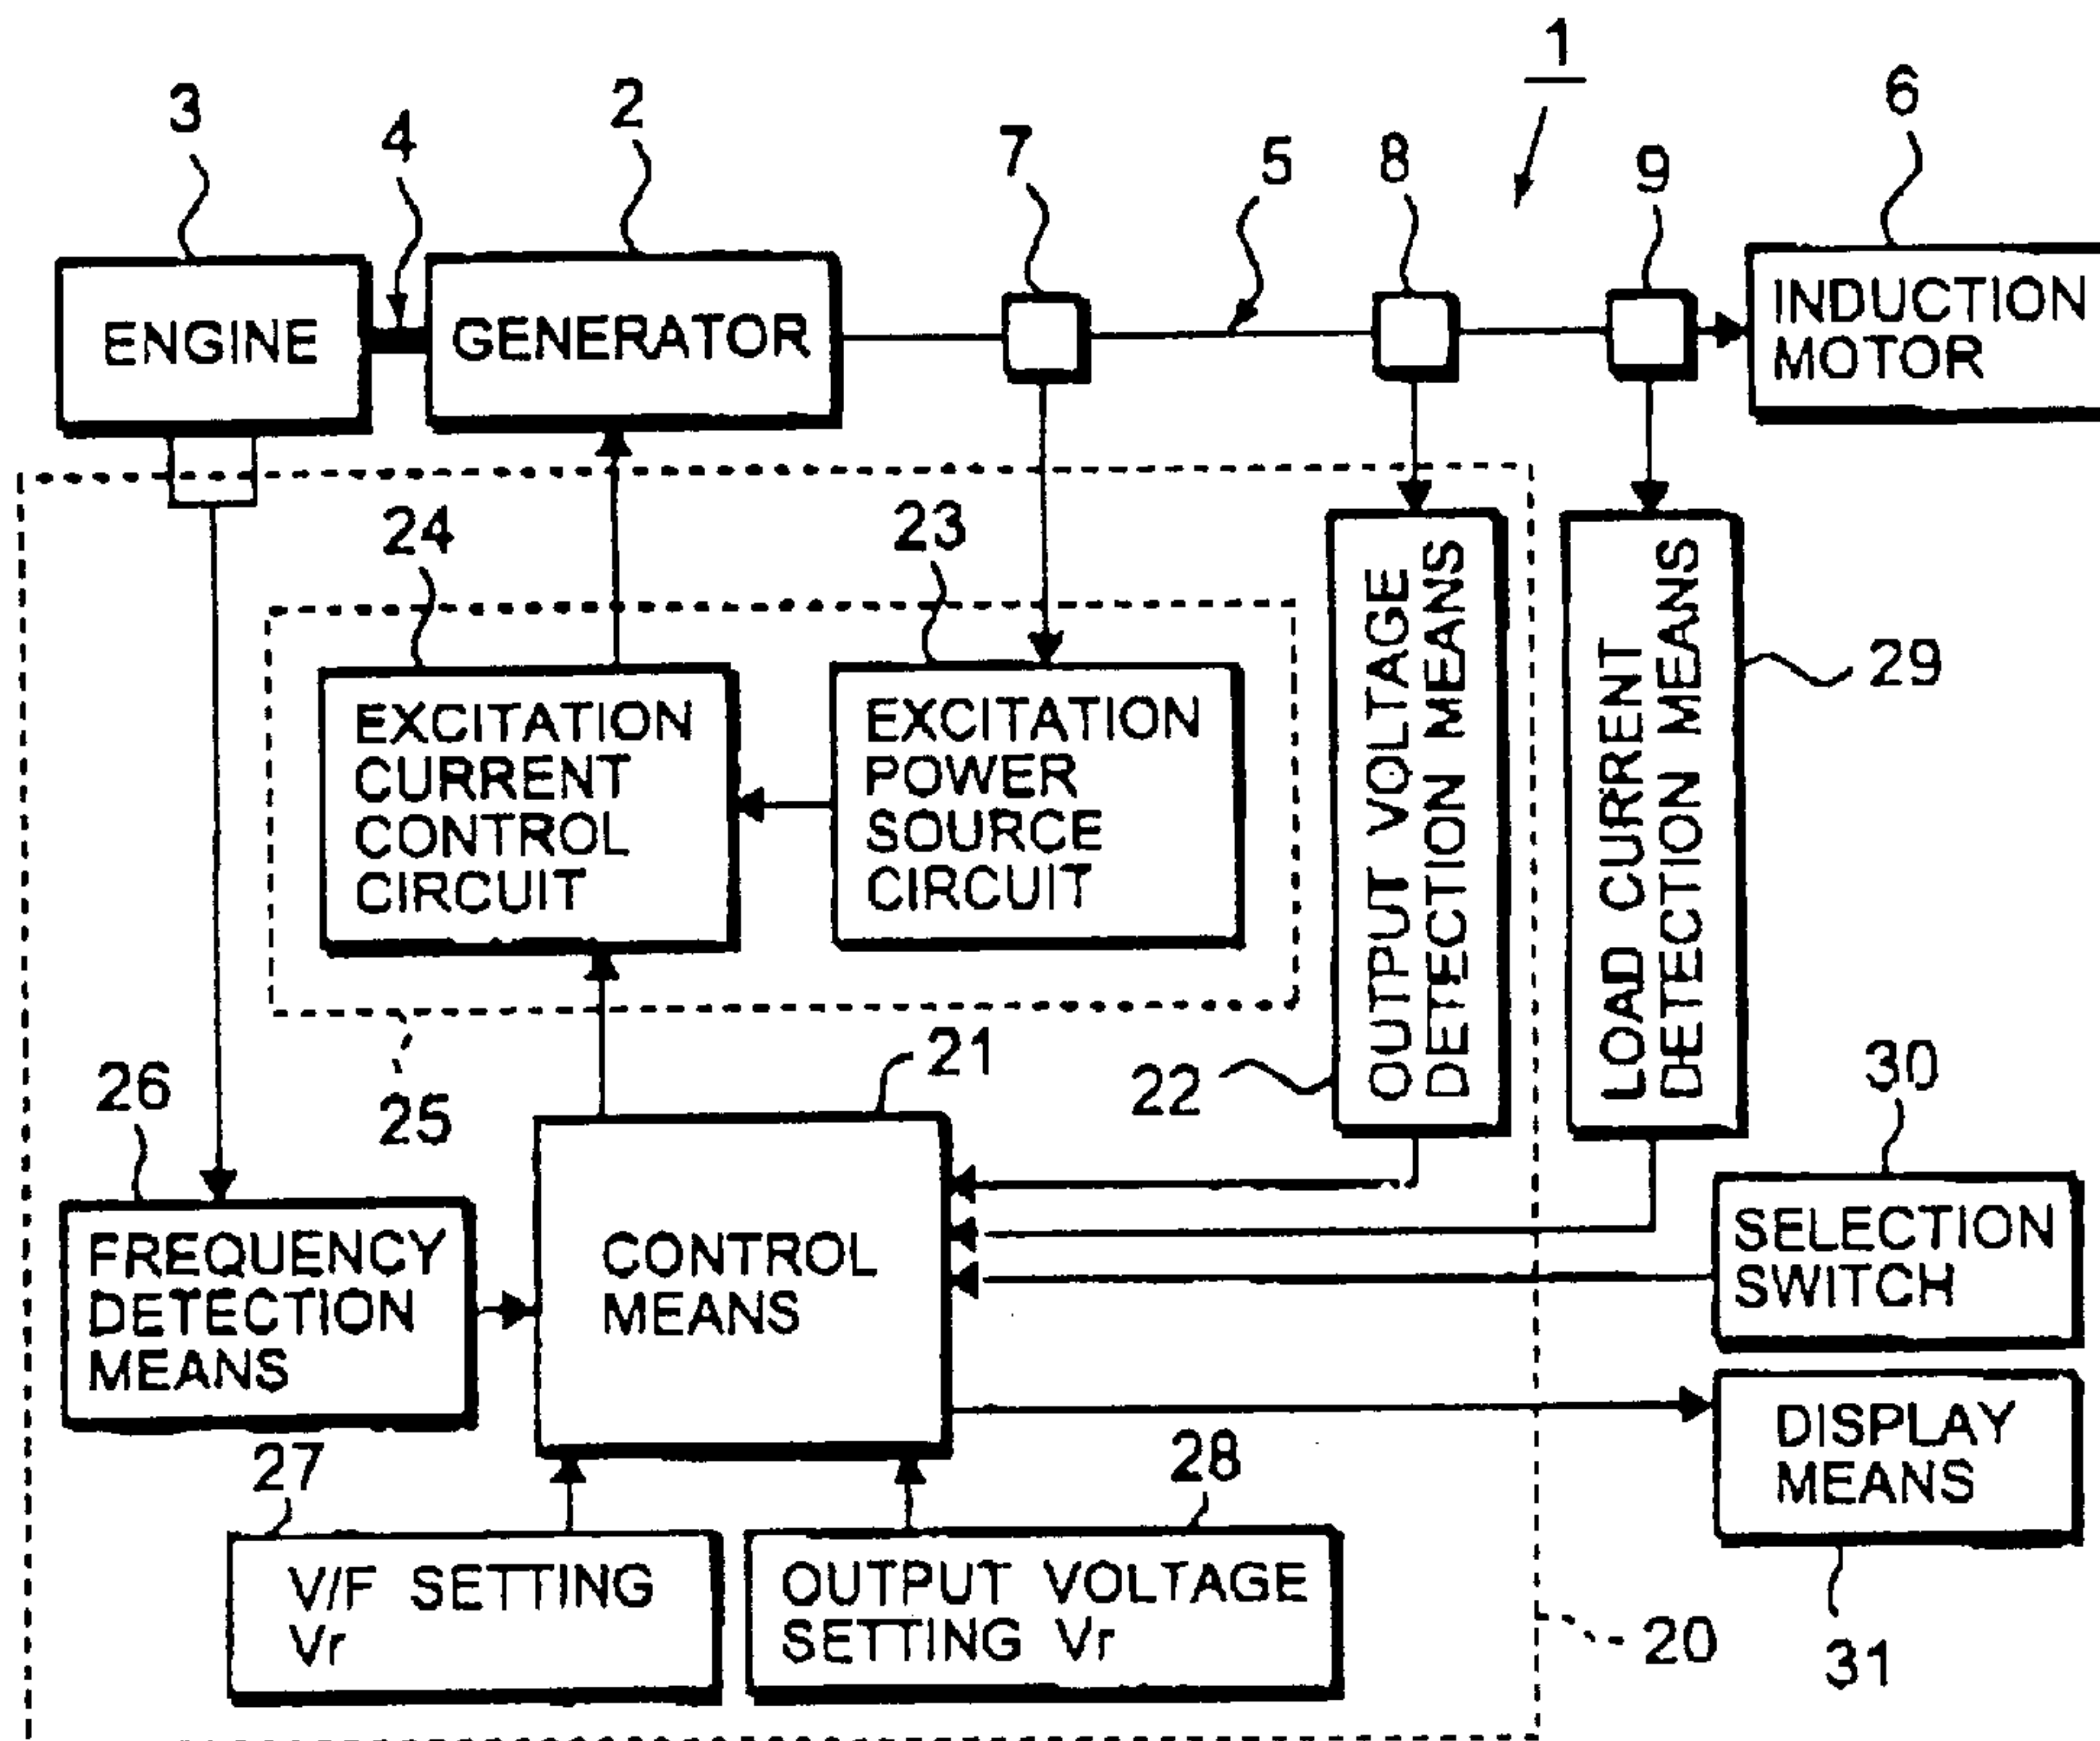 1
3
4
2
7
5
8
9
6
ENGINE
GENERATOR
INDUCTION
MOTOR
24
23
EXCITATION
CURRENT
CONTROL
CIRCUIT
EXCITATION
POWER
SOURCE
CIRCUIT
OUTPUT VOLTAGE
DETECTION MEANS
LOAD CURRENT
DETECTION MEANS
29
25
21
22
26
30
FREQUENCY
DETECTION
MEANS
CONTROL
MEANS
SELECTION
SWITCH
DISPLAY
MEANS
27
28
V/F SETTING
Vr
OUTPUT VOLTAGE
SETTING Vr
20
31